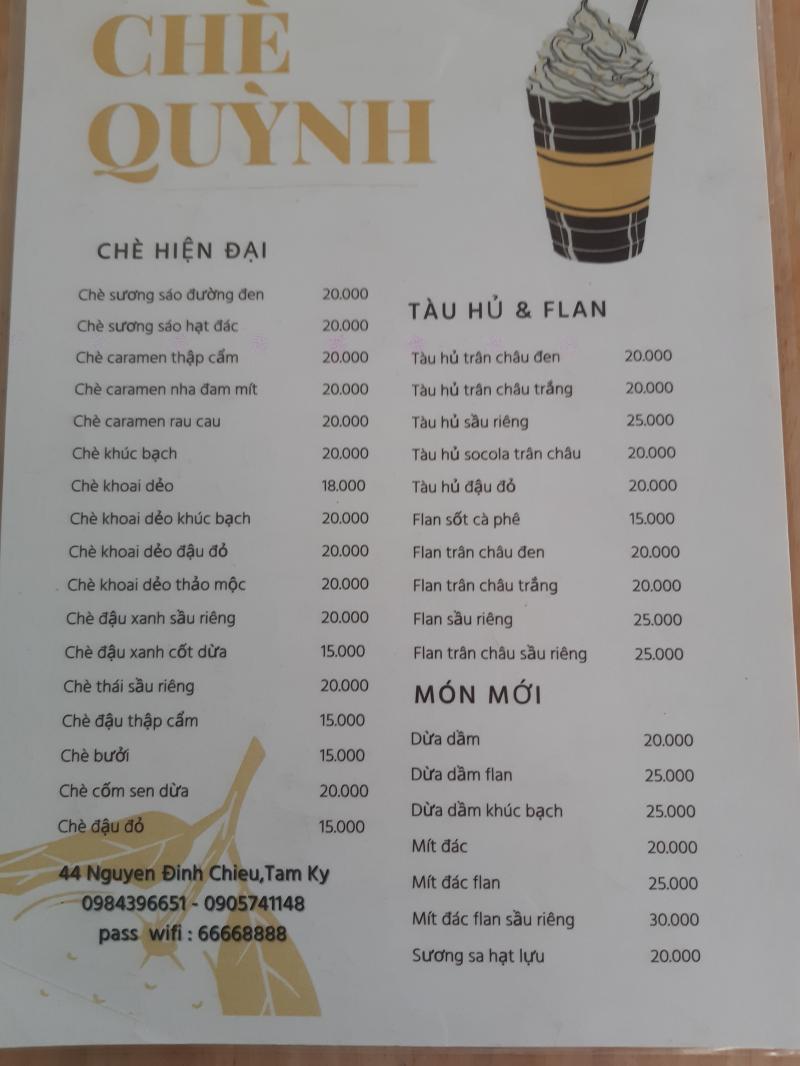 CHÈ
QUỲNH
CHÈ HIỆN ĐẠI
Chè sương sáo đường đen 20.000
Chè sương sáo hạt đác 20.000
Chè caramen thập cẩm 20.000
Chè caramen nha đam mít 20.000
Chè caramen rau cau 20.000
Chè khúc bạch 20.000
Chè khoai dẻo 18.000
Chè khoai dẻo khúc bạch 20.000
Chè khoai dẻo đậu đỏ 20.000
Chè khoai dẻo thảo mộc 20.000
Chè đậu xanh sầu riêng 20.000
Chè đậu xanh cốt dừa 15.000
Chè thái sầu riêng 20.000
Chè đậu thập cẩm 15.000
Chè bưởi 15.000
Chè cốm sen dừa 20.000
Chè đậu đỏ 15.000
44 Nguyen Đinh Chieu,Tam Ky
0984396651 - 0905741148
pass wifi : 66668888
TÀU HỦ & FLAN
Tàu hủ trân châu đen 20.000
Tàu hủ trân châu trắng 20.000
Tàu hủ sầu riêng 25.000
Tàu hủ socola trân châu 20.000
Tàu hủ đậu đỏ 20.000
Flan sốt cà phê 15.000
Flan trân châu đen 20.000
Flan trân châu trắng 20.000
Flan sầu riêng 25.000
Flan trân châu sầu riêng 25.000
MÓN MỚI
Dừa dầm 20.000
Dừa dầm flan 25.000
Dừa dầm khúc bạch 25.000
Mít đác 20.000
Mít đác flan 25.000
Mít đác flan sầu riêng 30.000
Sương sa hạt lựu 20.000